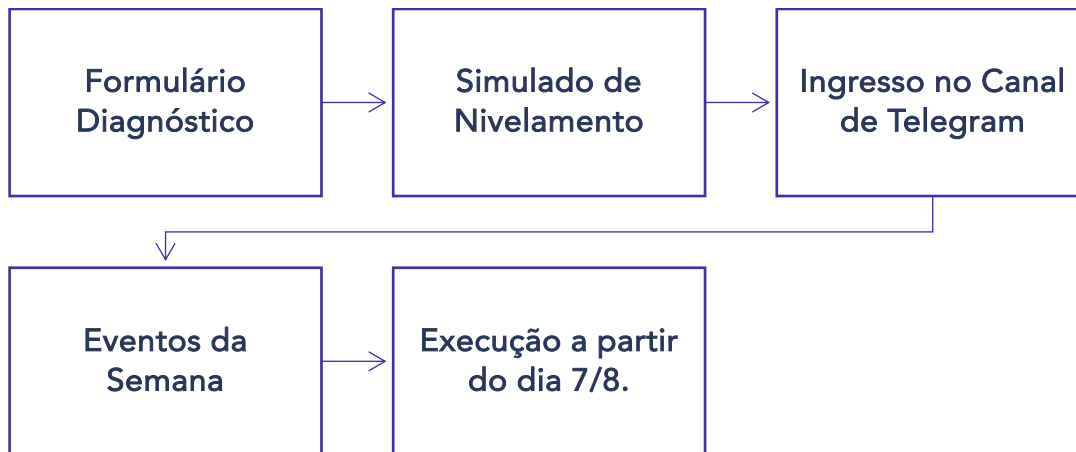 Formulário
Diagnóstico
Simulado de
Nivelamento
Ingresso no Canal
de Telegram
Eventos da
Semana
Execução a partir
do dia 7/8.